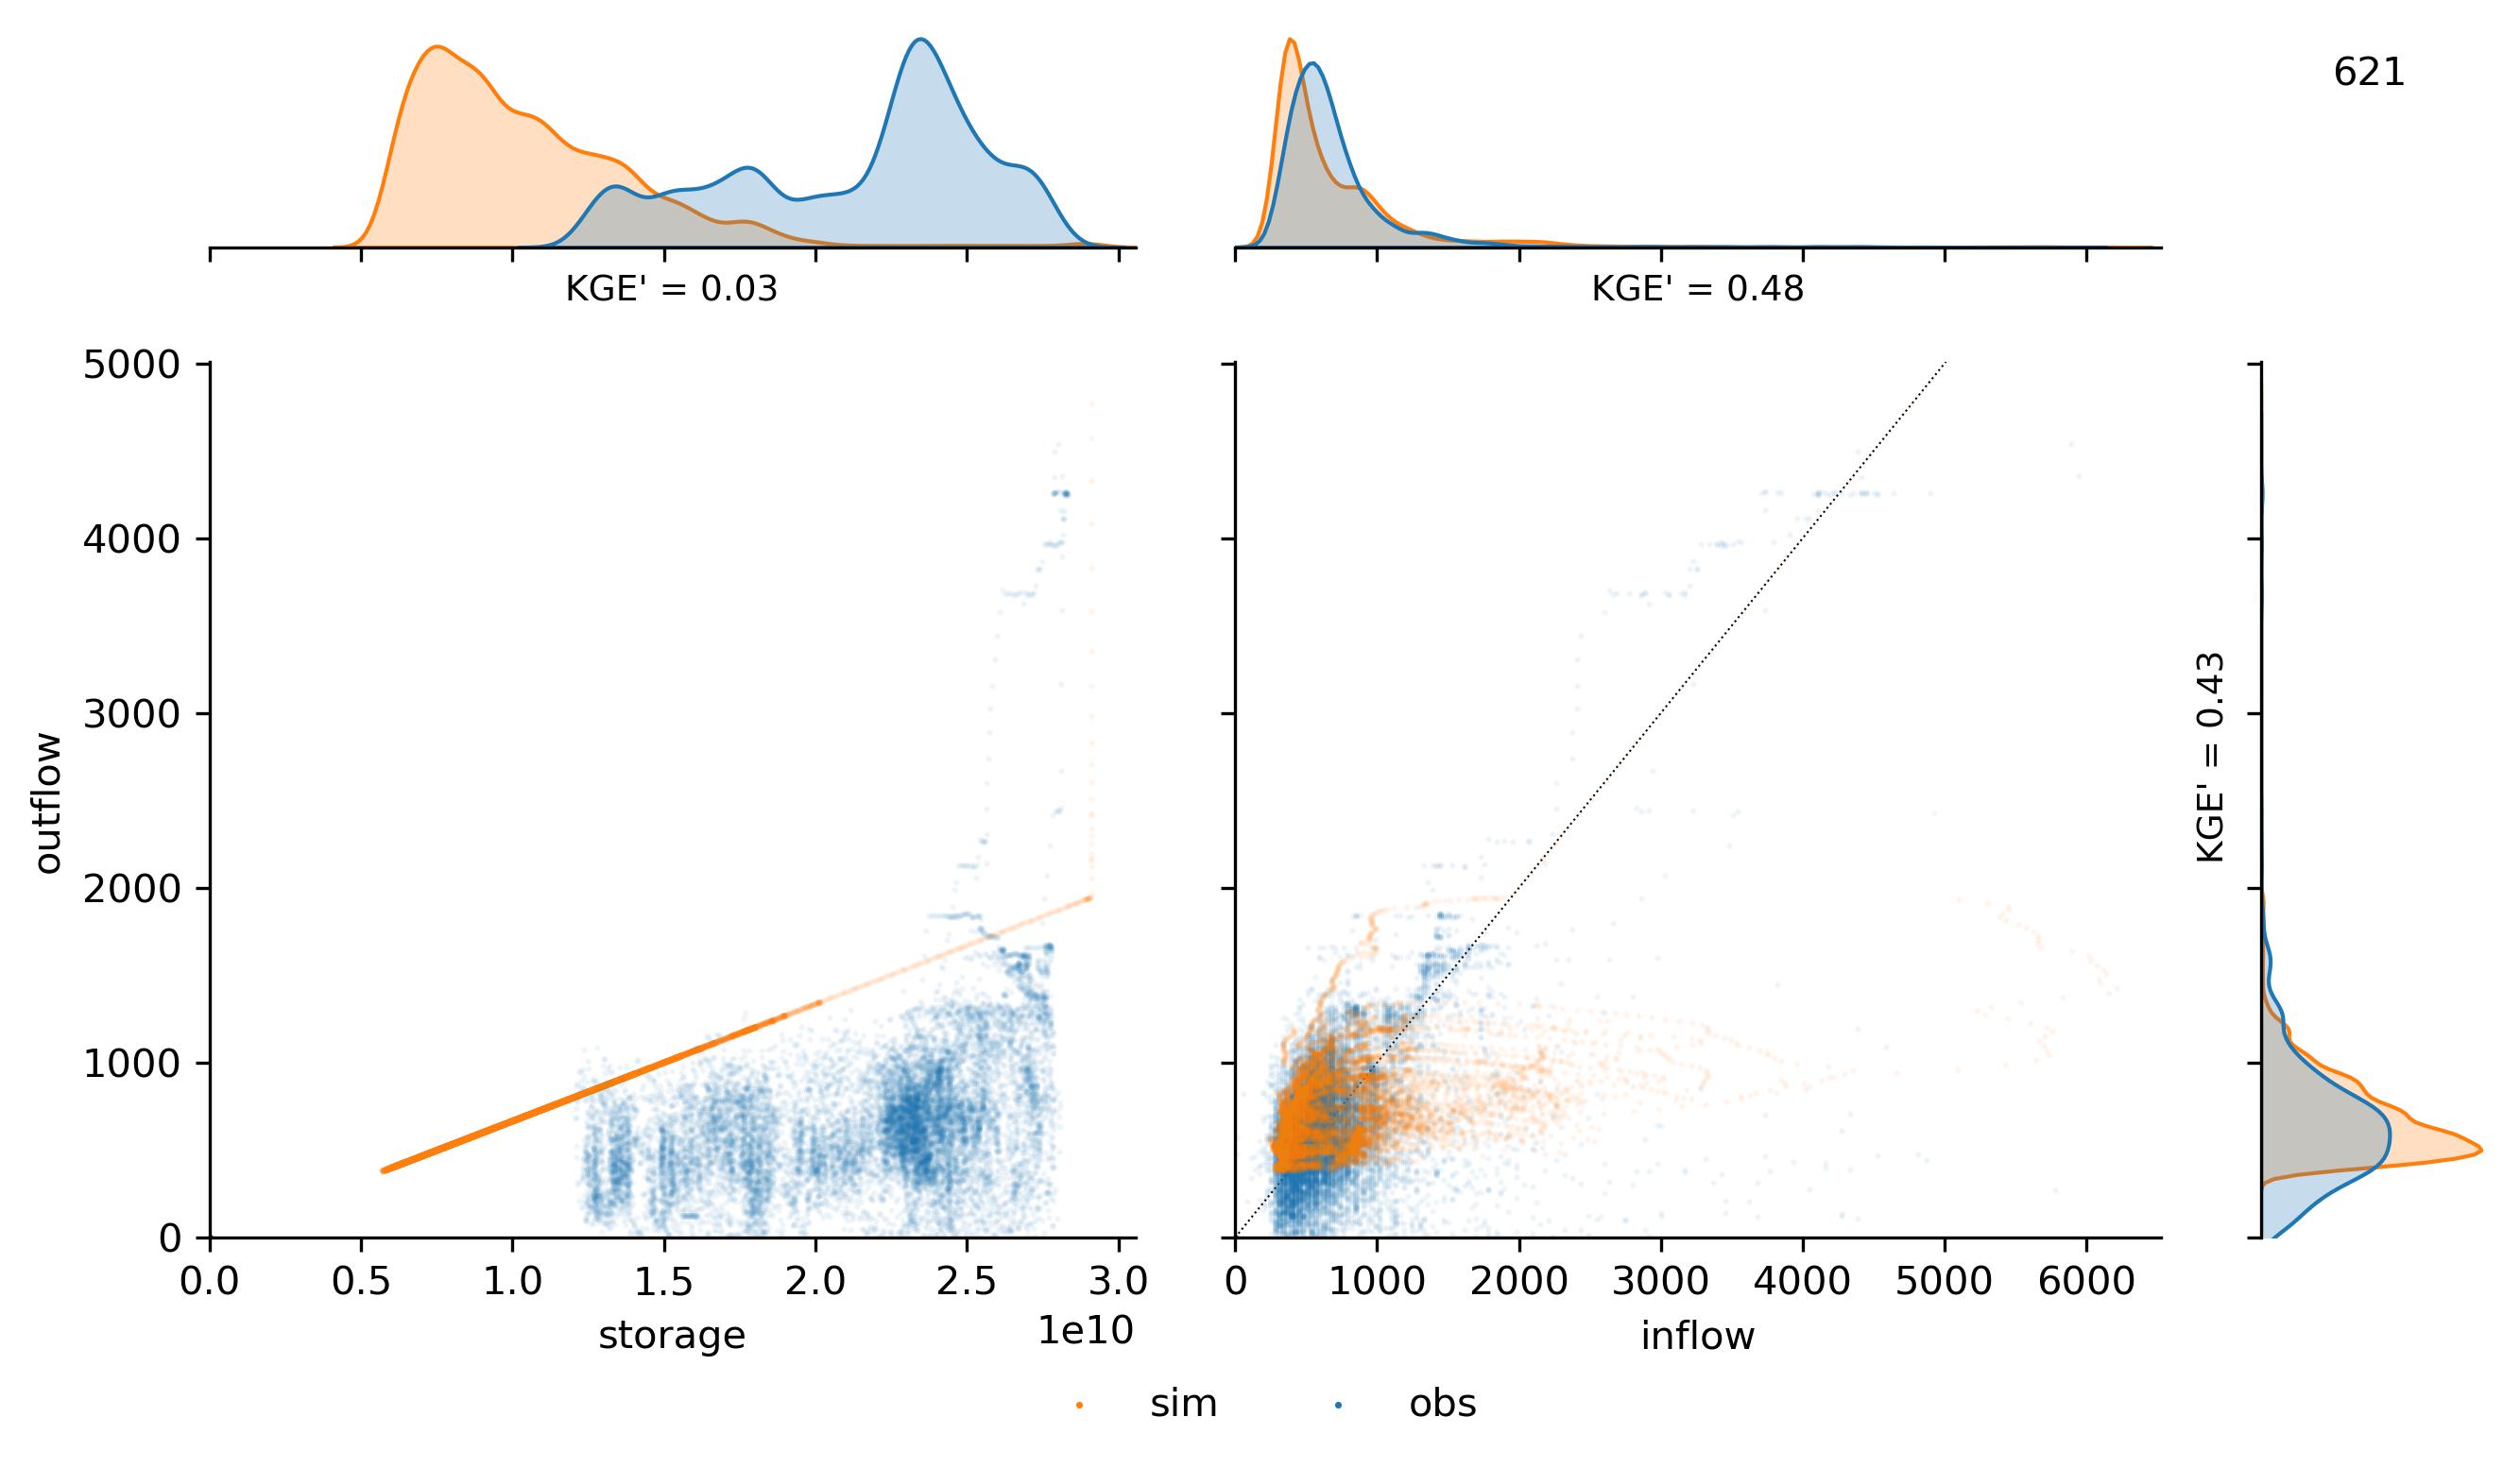 621
KGE' = 0.03
KGE' = 0.48
5000
4000
3000
2000
1000
0
outflow
KGE' = 0.43
0.0 0.5 1.0 1.5 2.0 2.5 3.0
1e10
storage
0 1000 2000 3000 4000 5000 6000
inflow
sim obs